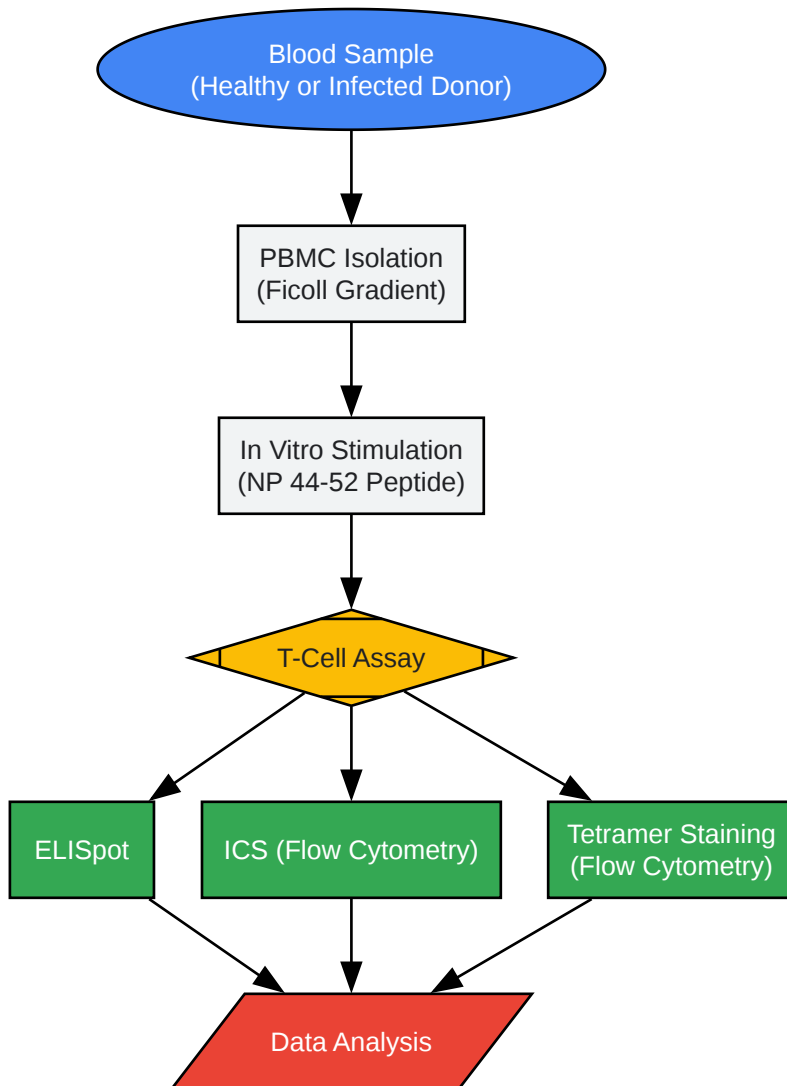 Blood Sample
(Healthy or Infected Donor)
PBMC Isolation
(Ficoll Gradient)
In Vitro Stimulation
(NP 44-52 Peptide)
T-Cell Assay
ELISpot
ICS (Flow Cytometry)
Tetramer Staining
(Flow Cytometry)
Data Analysis